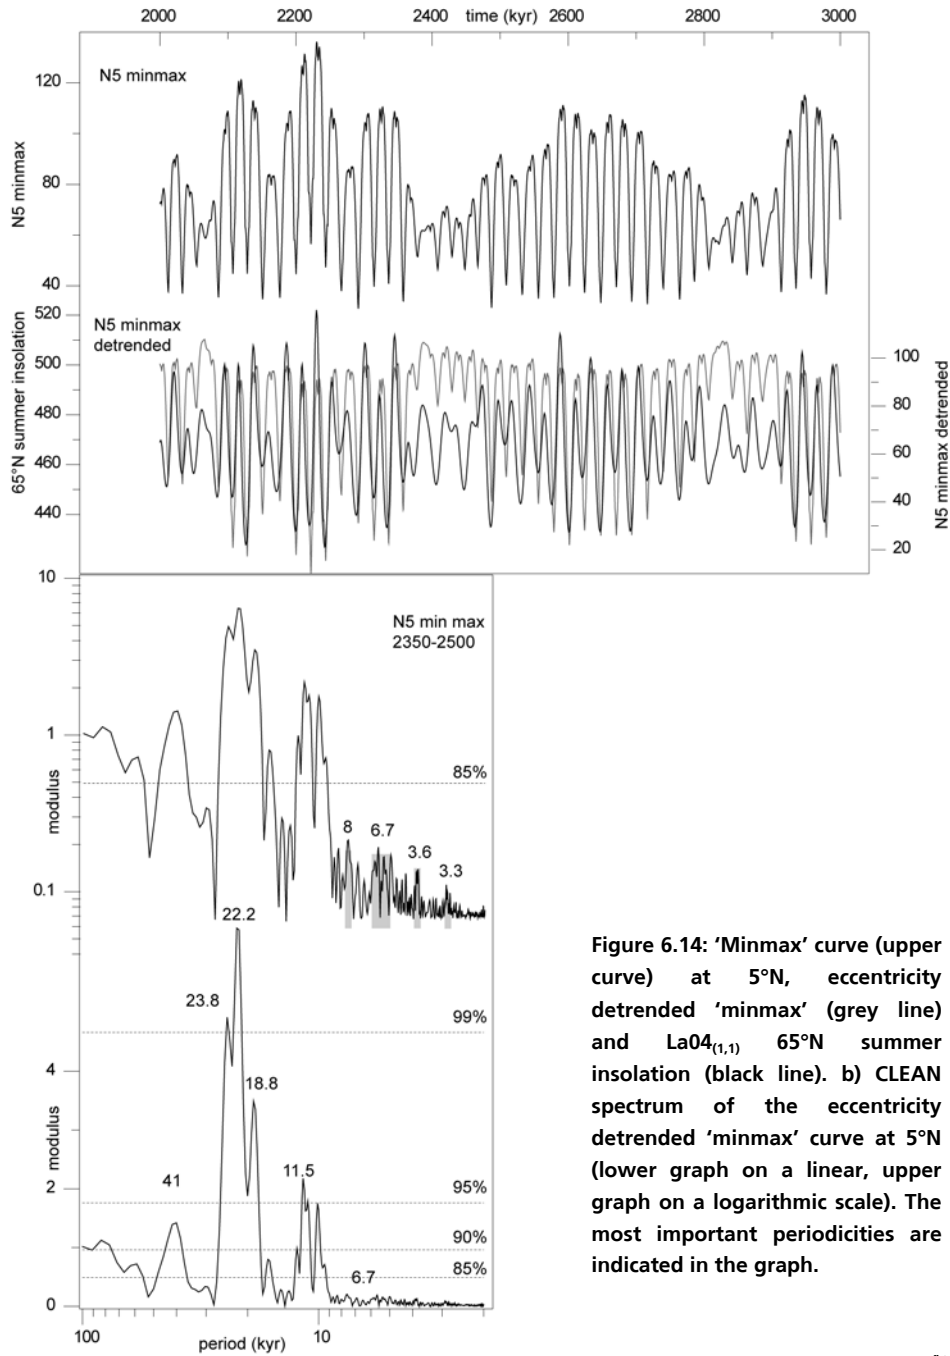 2000 2200 2400 time (kyr) 2600 2800 3000
N5 minmax
120
80
40
N5 minmax
N5 minmax
detrended
520
500
480
460
440
65°N summer insolation
100
80
60
40
20
N5 minmax detrended
10
1
0.1
modulus
N5 min max
2350-2500
85%
8
6.7
3.6
3.3
22.2
23.8
99%
4
18.8
modulus
41
11.5
2
95%
90%
85%
6.7
0
100 10
period (kyr)
Figure 6.14: ‘Minmax’ curve (upper
curve) at 5°N, eccentricity
detrended ‘minmax’ (grey line)
and La04(1,1) 65°N summer
insolation (black line). b) CLEAN
spectrum of the eccentricity
detrended ‘minmax’ curve at 5°N
(lower graph on a linear, upper
graph on a logarithmic scale). The
most important periodicities are
indicated in the graph.